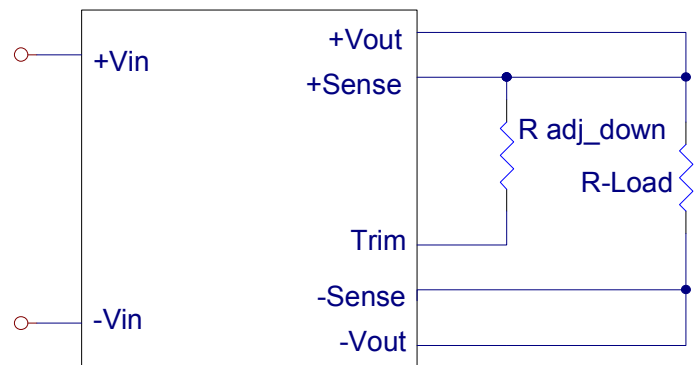 +Vout
+Vin
+Sense
R adj_down
R-Load
Trim
-Sense
-Vin
-Vout